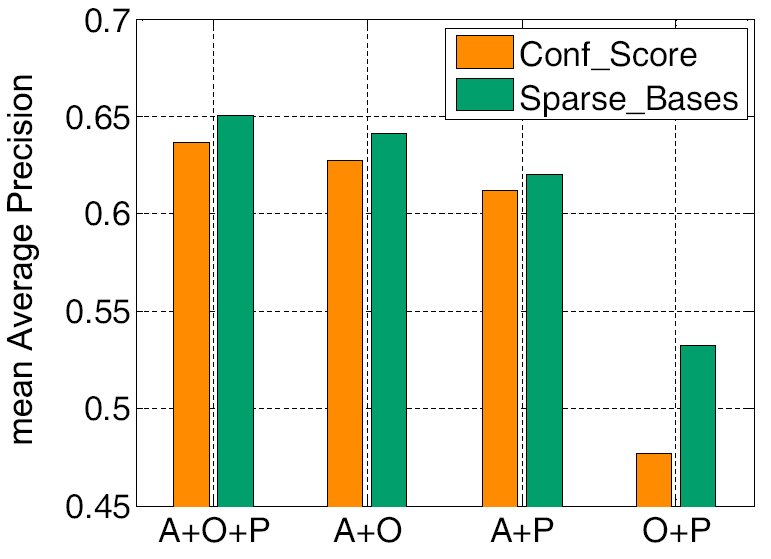 0.7
0.65
0.6
0.55
0.5
0.45
mean Average Precision
Conf_Score
Sparse_Bases
A+O+P
A+O
A+P
O+P